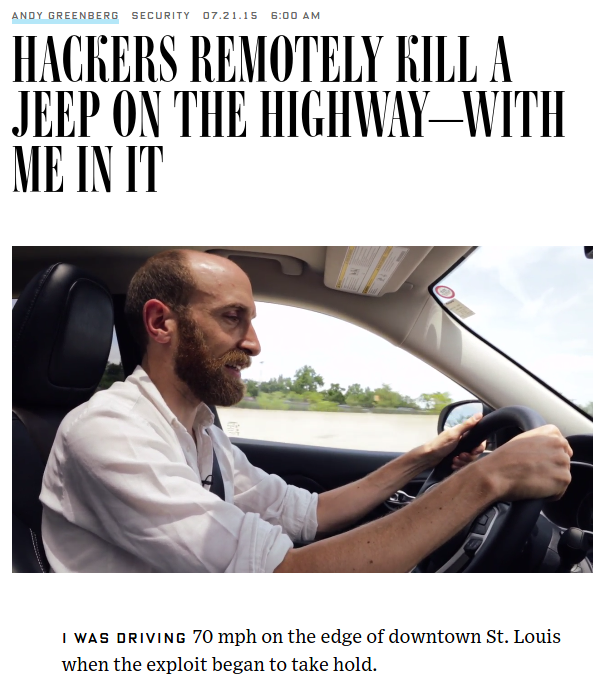 ANDY GREENBERG SECURITY 07.21.15 6:00 AM
HACKERS REMOTELY KILL A
JEEP ON THE HIGHWAY—WITH
ME IN IT
I WAS DRIVING 70 mph on the edge of downtown St. Louis
when the exploit began to take hold.